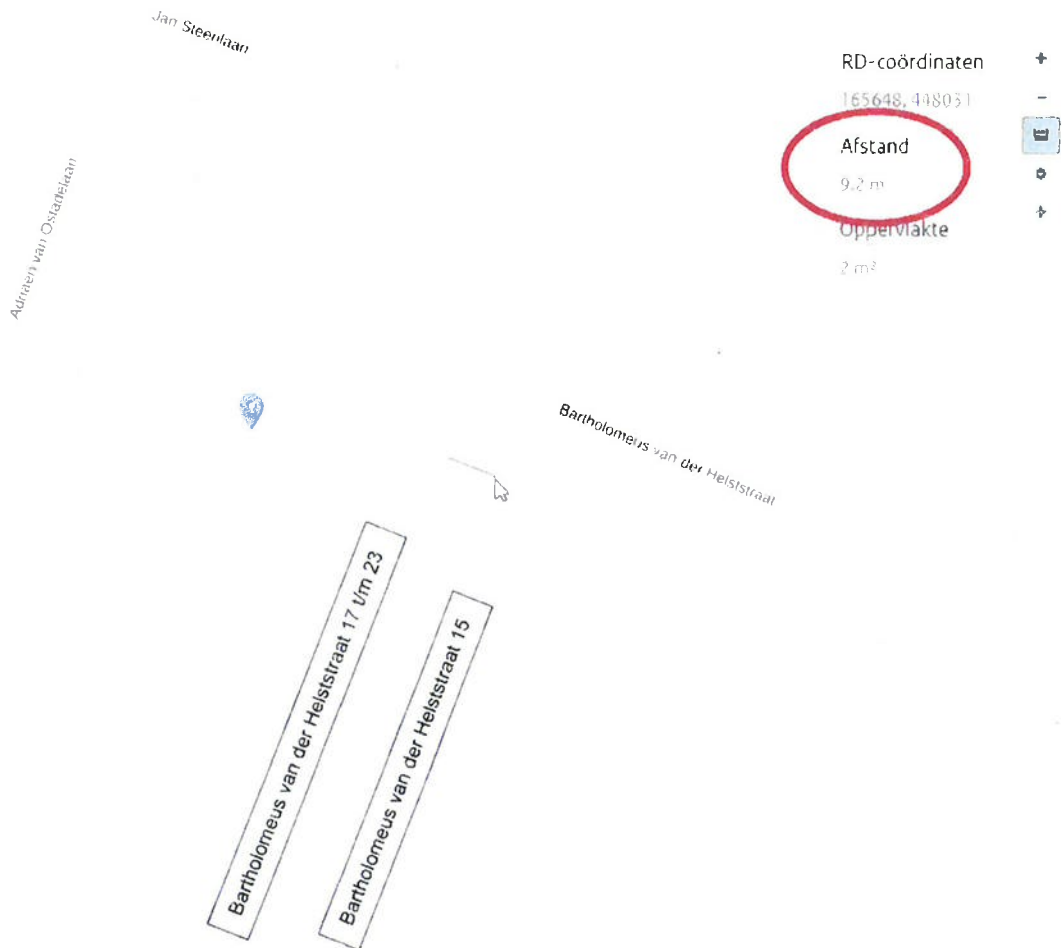 Jan Steenlaan
RD-coördinaten
165648, 448031
Afstand
9.2 m
Oppervlakte
2 m²
Adriaen van Ostadelaan
Bartholomeus van der Helststraat
Bartholomeus van der Helststraat 17 t/m 23
Bartholomeus van der Helststraat 15